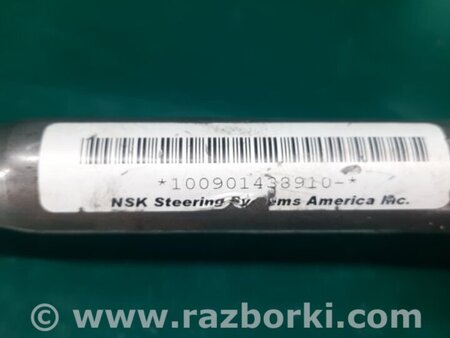 *100901438910-*
NSK Steering Systems America Inc.
© www.razborki.com